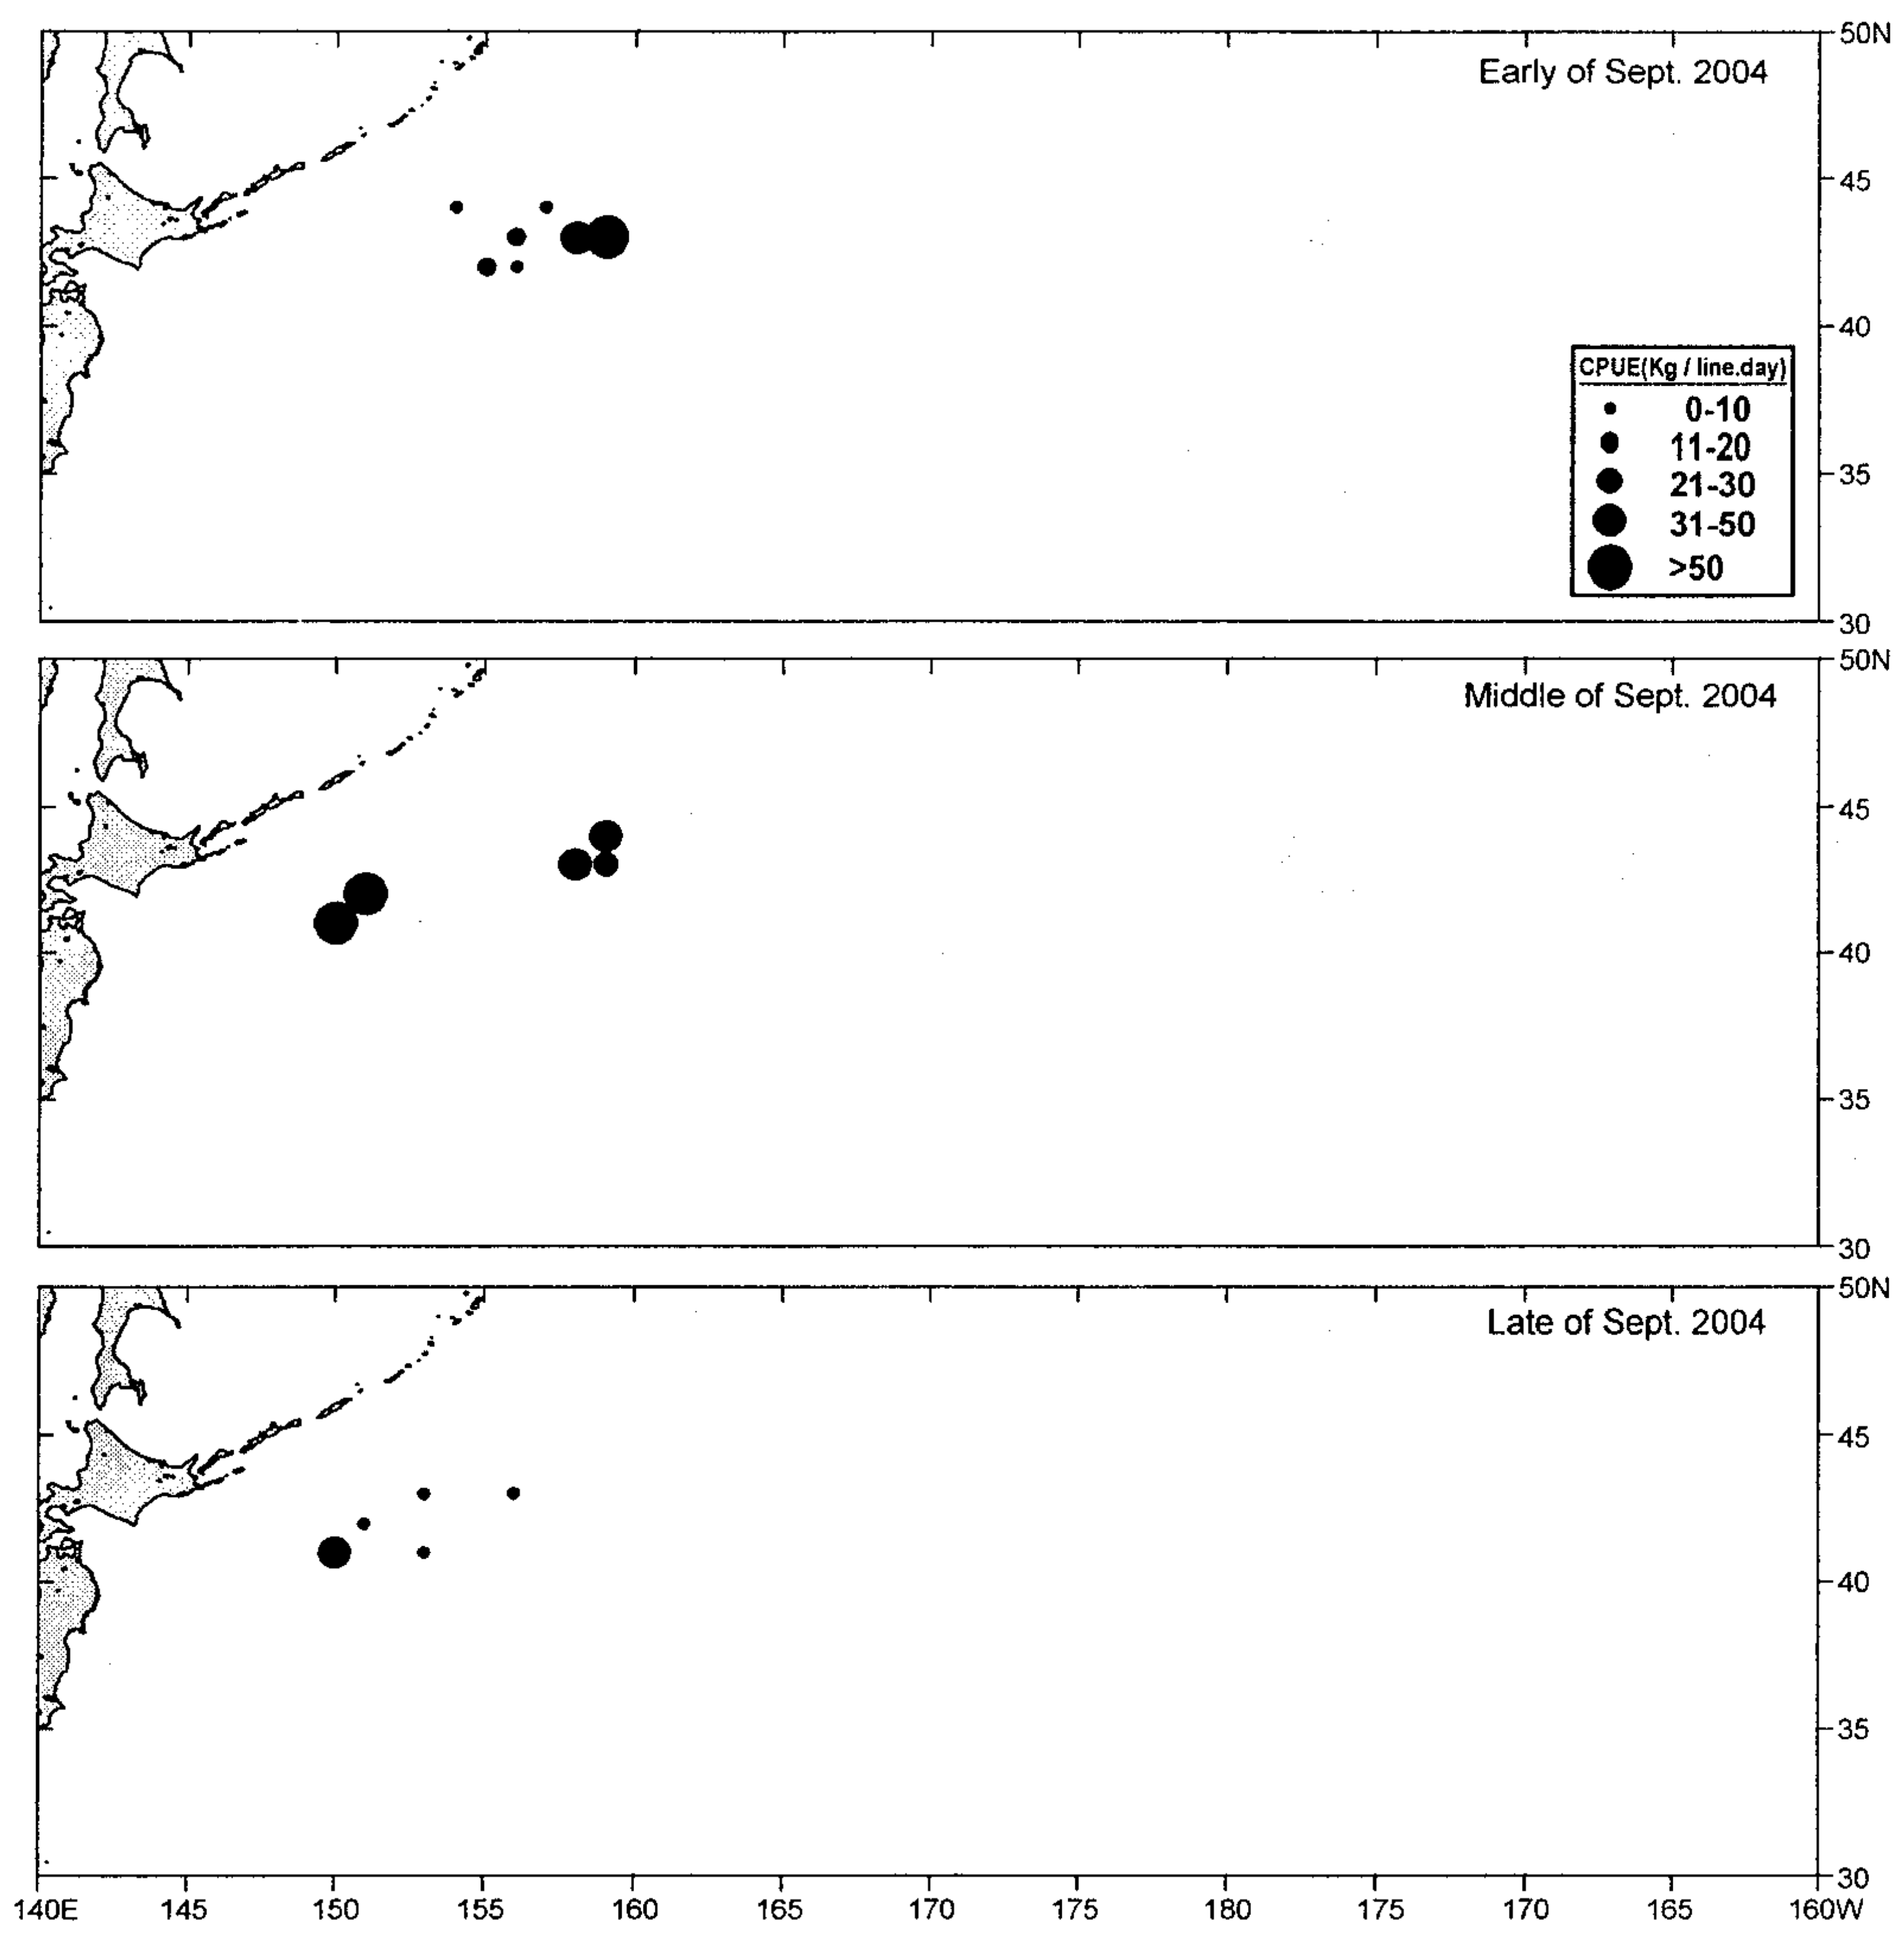 50N
Early of Sept. 2004
45
40
CPUE(Kg / line.day)
0-10
11-20
21-30
31-50
>50
35
30
50N
Middle of Sept. 2004
45
40
35
30
50N
Late of Sept. 2004
45
40
35
30
140E 145 150 155 160 165 170 175 180 175 170 165 160W